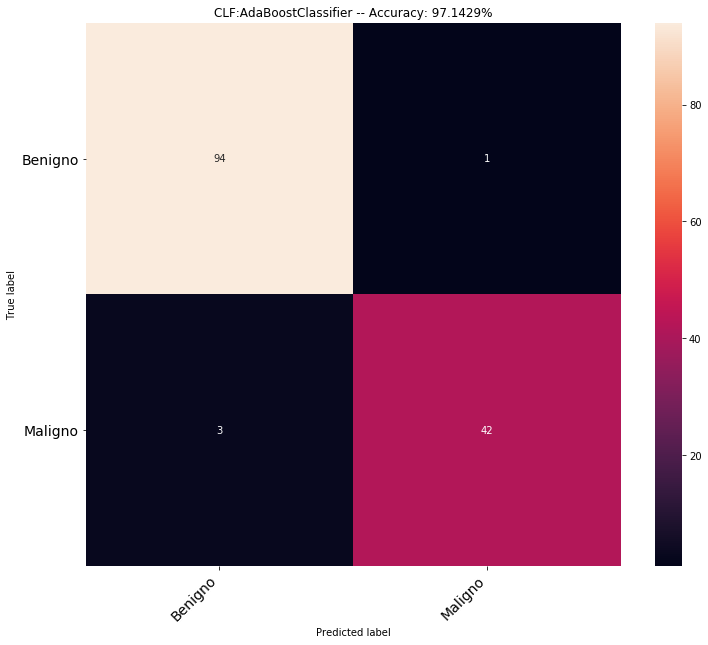 CLF:AdaBoostClassifier -- Accuracy: 97.1429%
Benigno
94
1
80
60
True label
40
Maligno
3
42
20
Benigno
Maligno
Predicted label